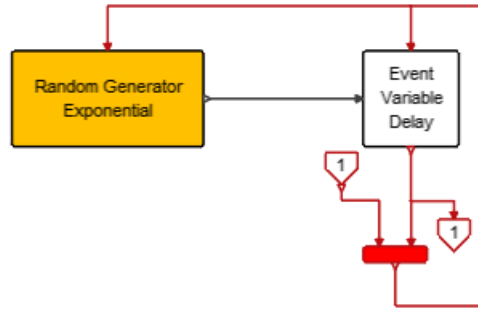 Random Generator
Exponential
Event
Variable
Delay
1
1